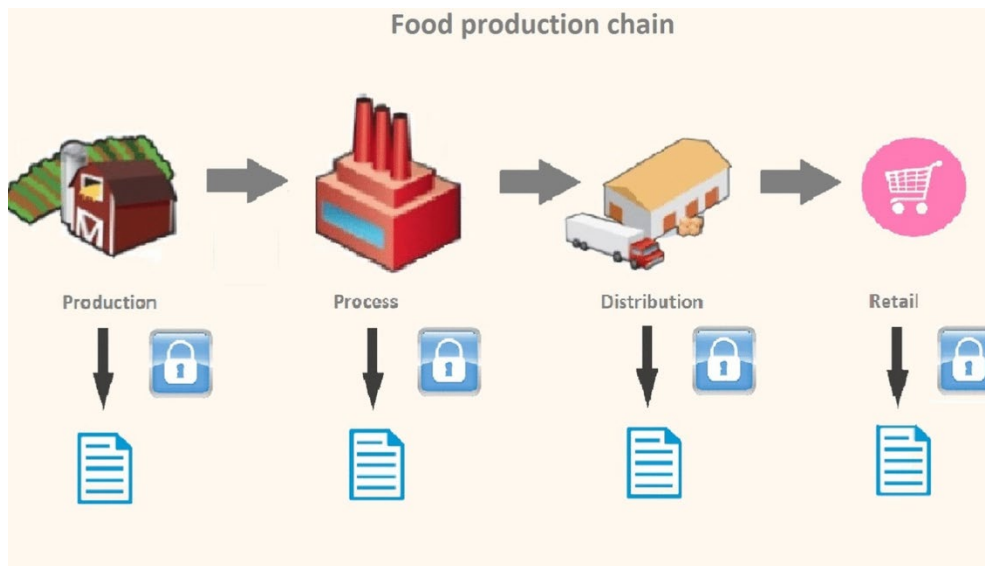 Food production chain
Production
Process
Distribution
Retail